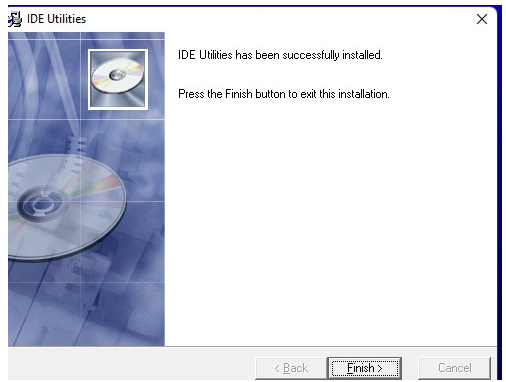 IDE Utilities
IDE Utilities has been successfully installed.
Press the Finish button to exit this installation.
< Back
Finish >
Cancel